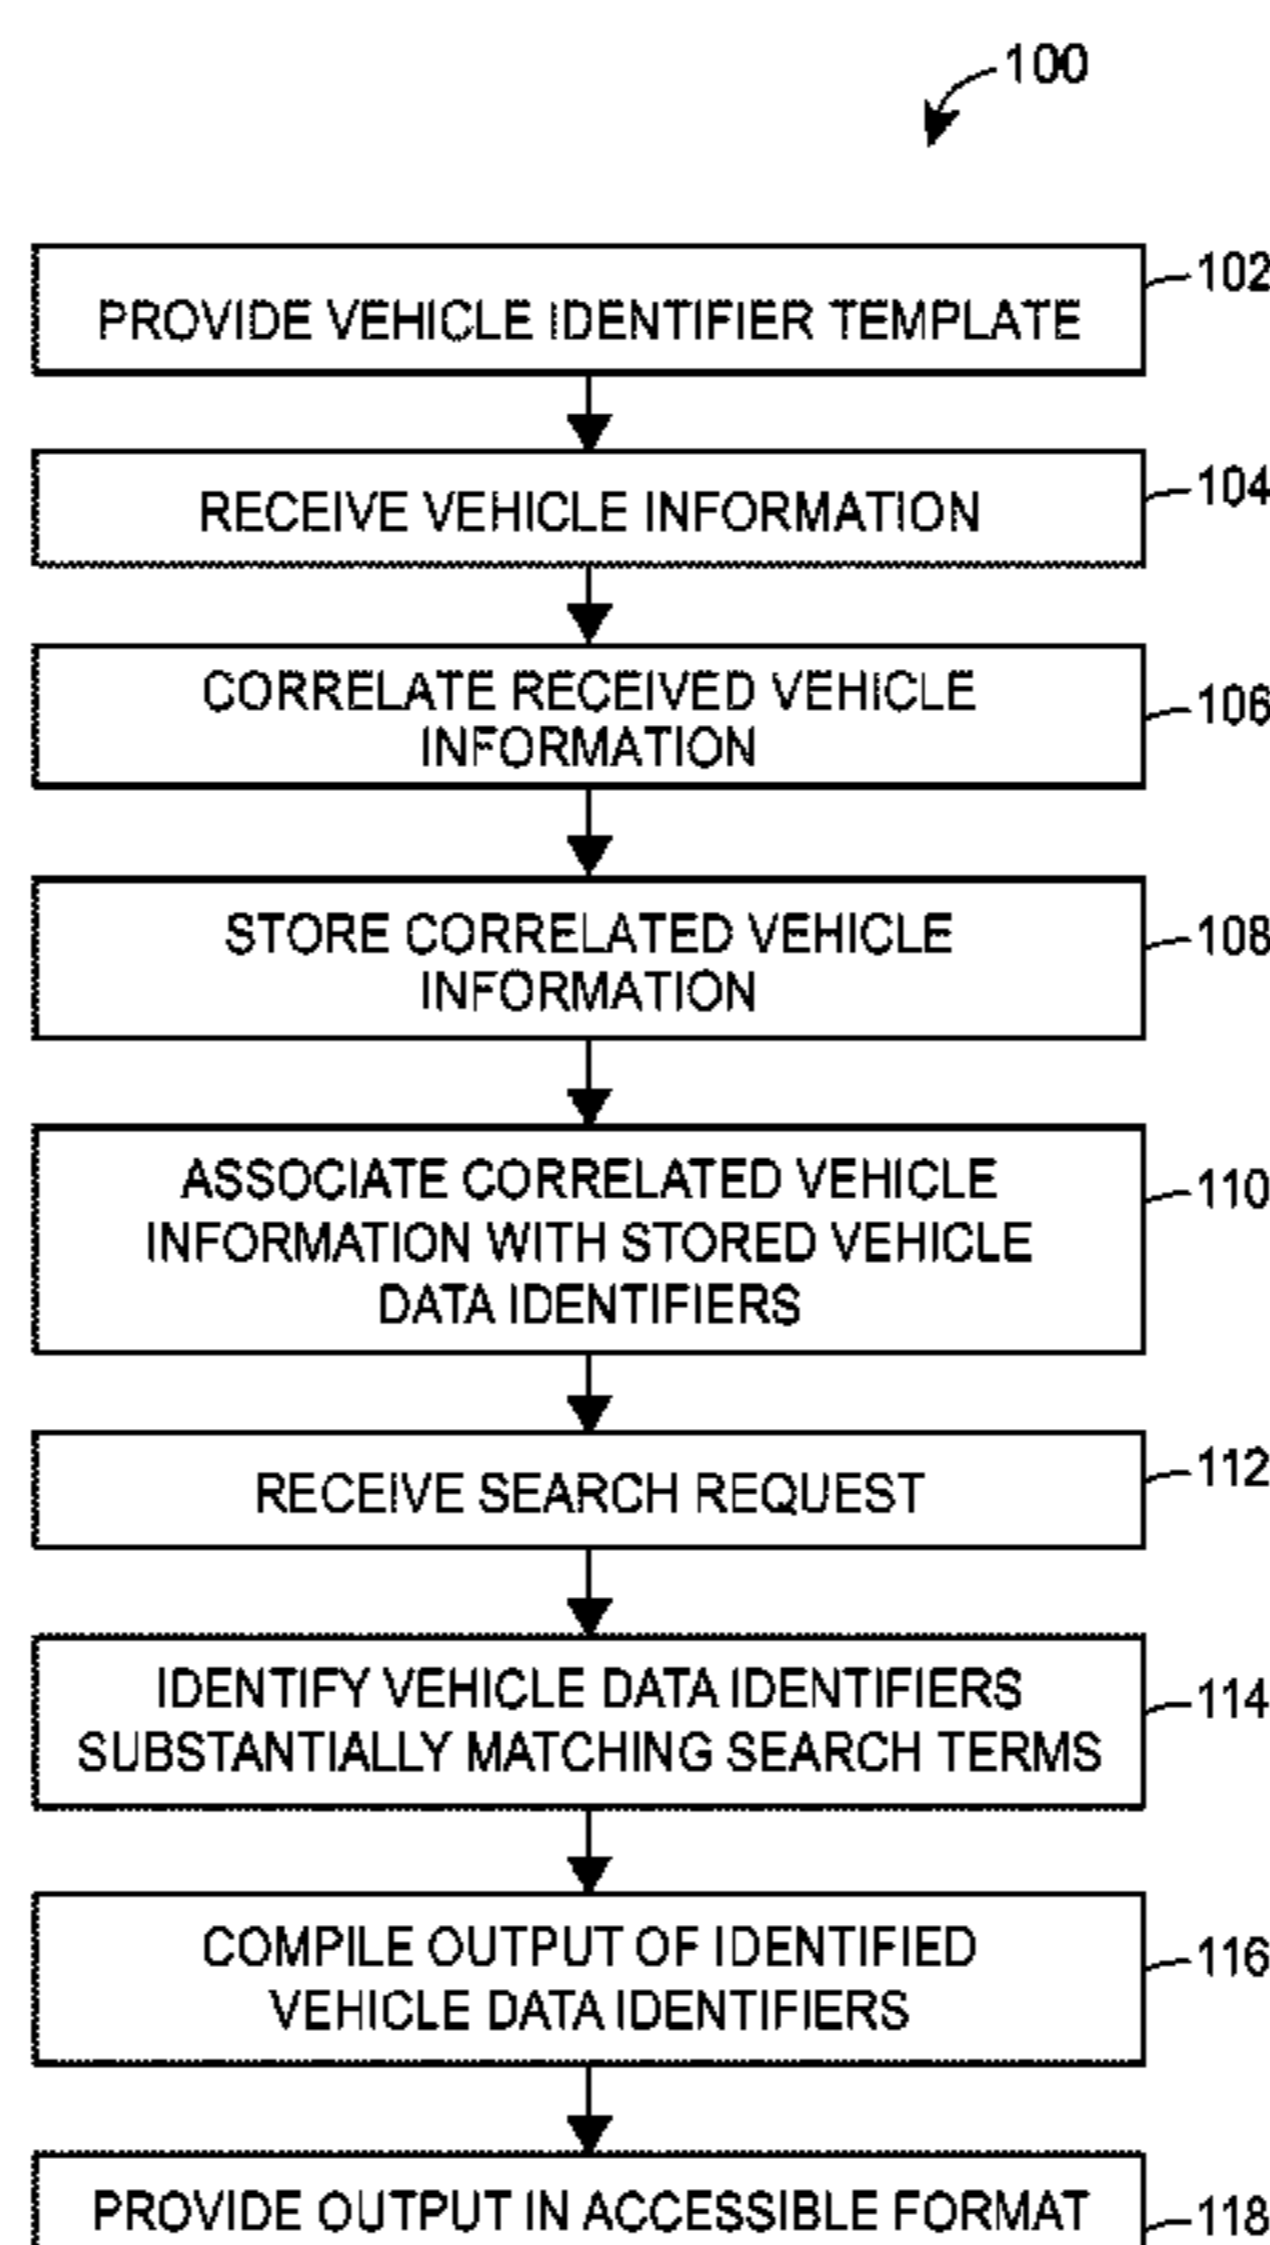 100
PROVIDE VEHICLE IDENTIFIER TEMPLATE
102
RECEIVE VEHICLE INFORMATION
104
CORRELATE RECEIVED VEHICLE
INFORMATION
106
STORE CORRELATED VEHICLE
INFORMATION
108
ASSOCIATE CORRELATED VEHICLE
INFORMATION WITH STORED VEHICLE
DATA IDENTIFIERS
110
RECEIVE SEARCH REQUEST
112
IDENTIFY VEHICLE DATA IDENTIFIERS
SUBSTANTIALLY MATCHING SEARCH TERMS
114
COMPILE OUTPUT OF IDENTIFIED
VEHICLE DATA IDENTIFIERS
116
PROVIDE OUTPUT IN ACCESSIBLE FORMAT
118